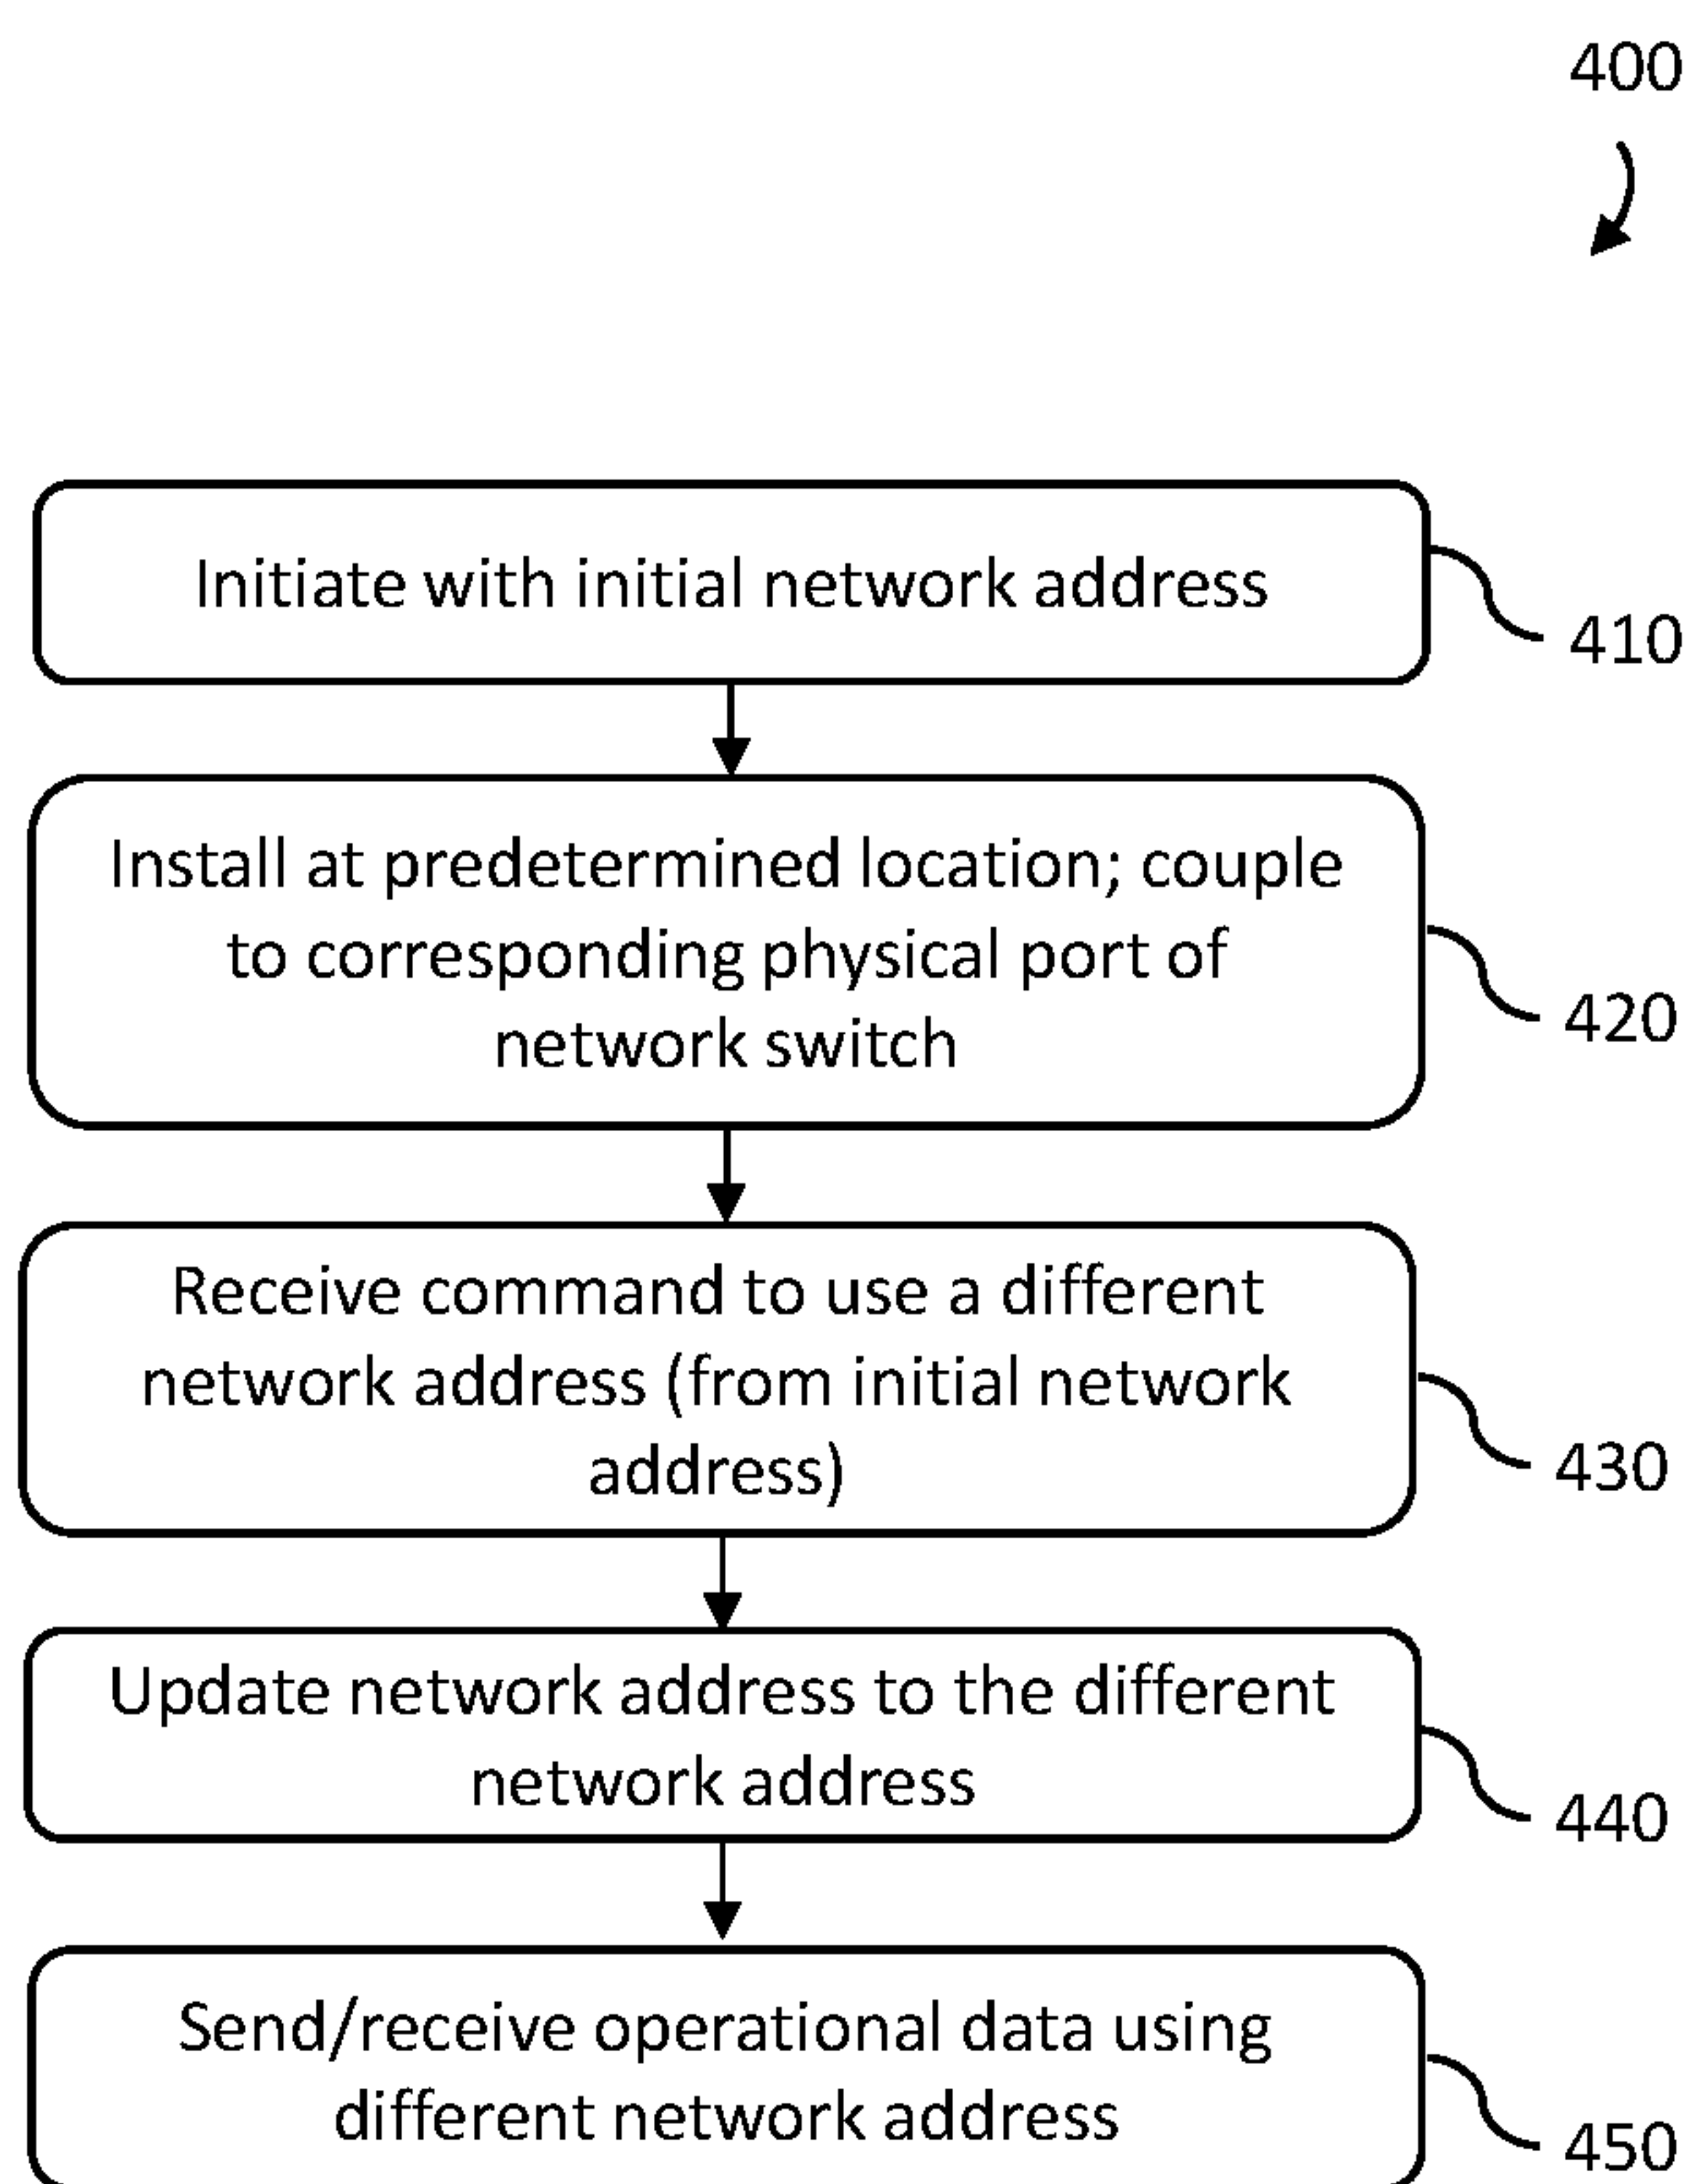 400
Initiate with initial network address
410
Install at predetermined location; couple
to corresponding physical port of
network switch
420
Receive command to use a different
network address (from initial network
address)
430
Update network address to the different
network address
440
Send/receive operational data using
different network address
450